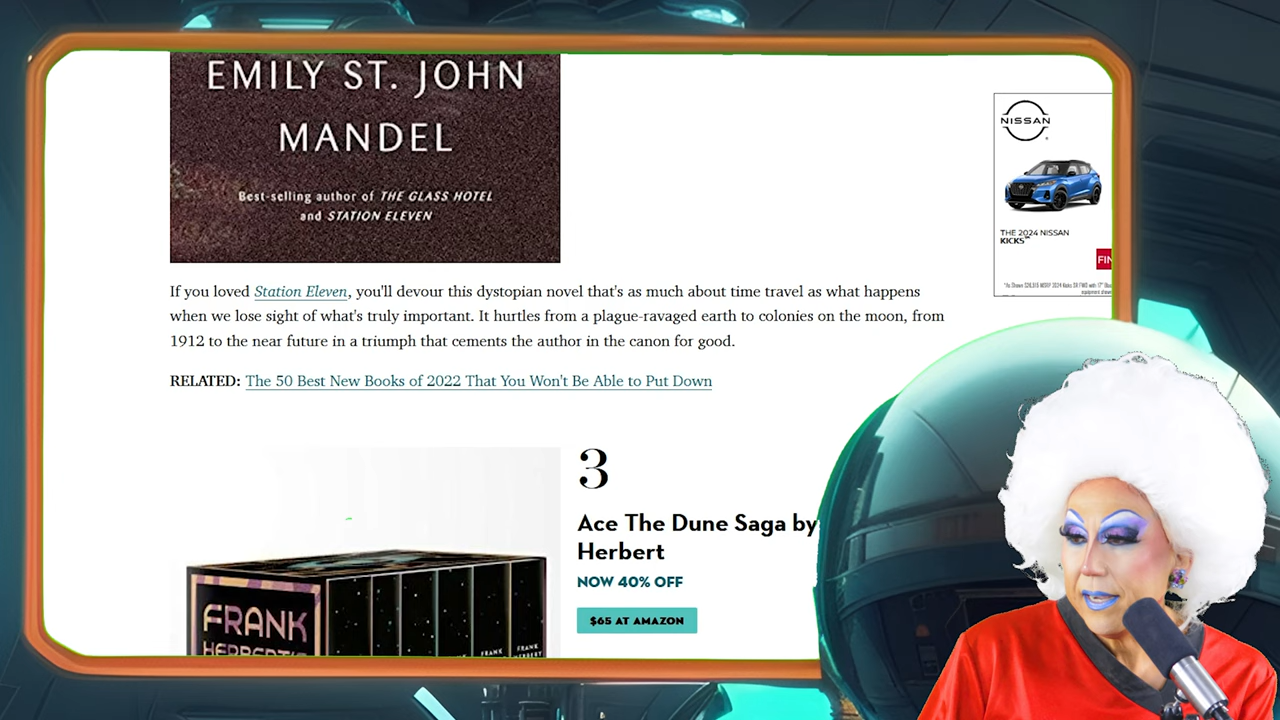 EMILY ST. JOHN
MANDEL
Best-selling author of THE GLASS HOTEL
and STATION ELEVEN
If you loved Station Eleven, you'll devour this dystopian novel that's as much about time travel as what happens
when we lose sight of what's truly important. It hurtles from a plague-ravaged earth to colonies on the moon, from
1912 to the near future in a triumph that cements the author in the canon for good.
RELATED: The 50 Best New Books of 2022 That You Won't Be Able to Put Down
3
Ace The Dune Saga by
Herbert
NOW 40% OFF
$65 AT AMAZON
FRANK
HERBERT'S
FRANK
FRANK
NISSAN
THE 2024 NISSAN
KICKS
FIN